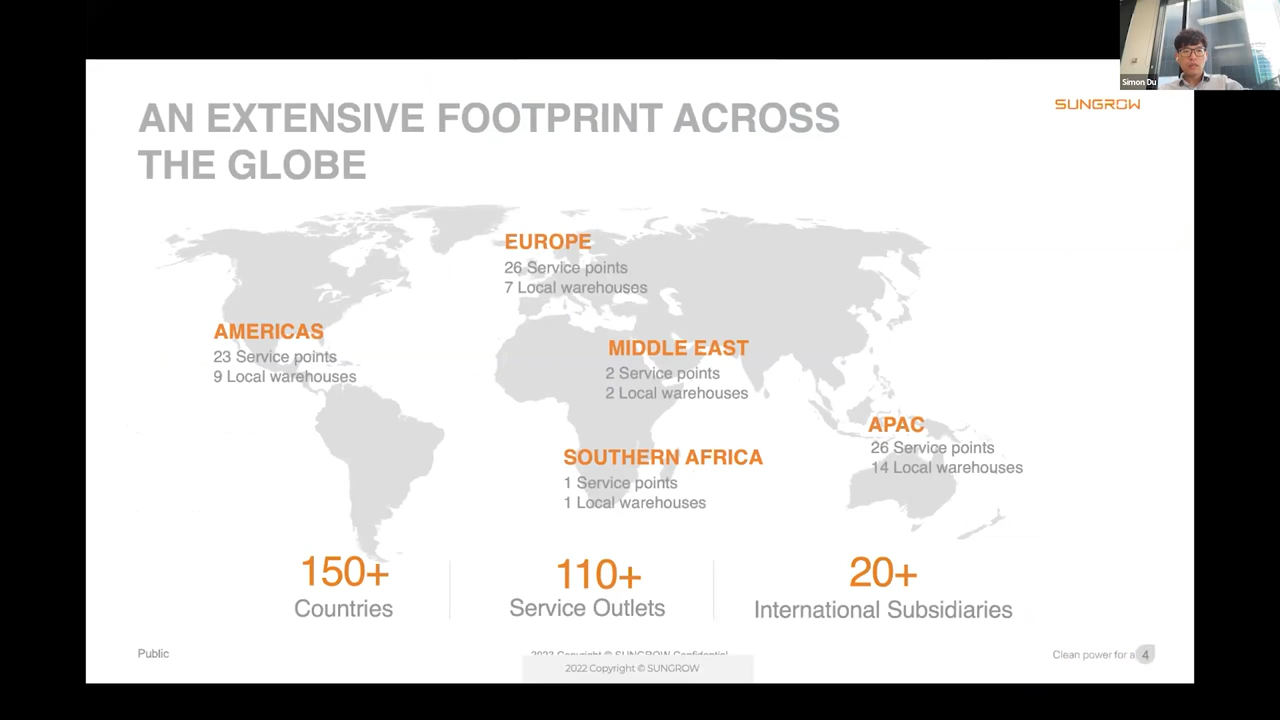 Simon Du
SUNGROW
AN EXTENSIVE FOOTPRINT ACROSS
THE GLOBE
EUROPE
26 Service points
7 Local warehouses
AMERICAS
23 Service points
9 Local warehouses
MIDDLE EAST
2 Service points
2 Local warehouses
APAC
26 Service points
14 Local warehouses
SOUTHERN AFRICA
1 Service points
1 Local warehouses
150+
Countries
110+
Service Outlets
20+
International Subsidiaries
Public
2022 Copyright © SUNGROW Confidential
2022 Copyright © SUNGROW
Clean power for a
4